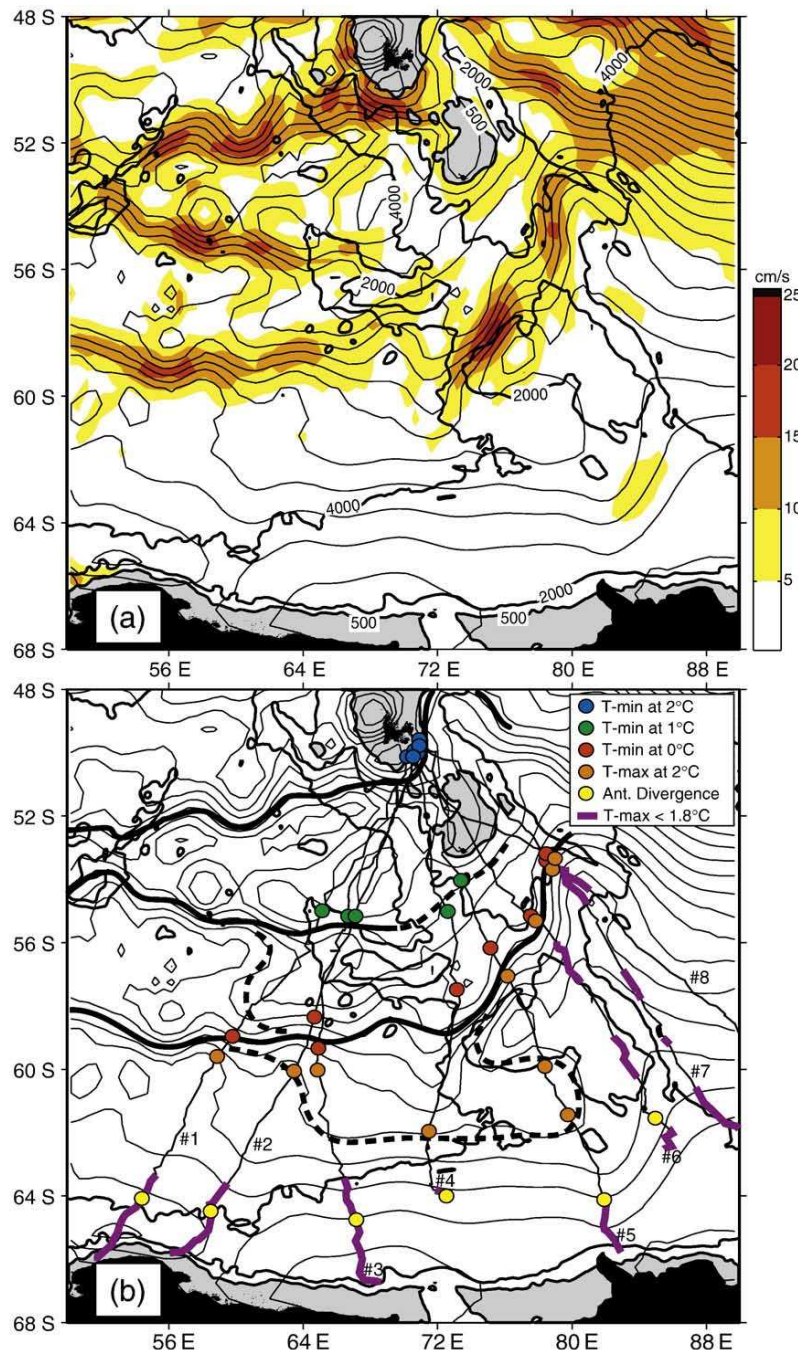 48 S
52 S
56 S
60 S
64 S
68 S
2000
4000
500
4000
2000
2000
4000
2000
500
500
(a)
56 E
64 E
72 E
80 E
88 E
cm/s
25
20
15
10
5
48 S
52 S
56 S
60 S
64 S
68 S
T-min at 2°C
T-min at 1°C
T-min at 0°C
T-max at 2°C
Ant. Divergence
T-max < 1.8°C
#8
#7
#1
#2
#6
#4
#5
#3
(b)
56 E
64 E
72 E
80 E
88 E